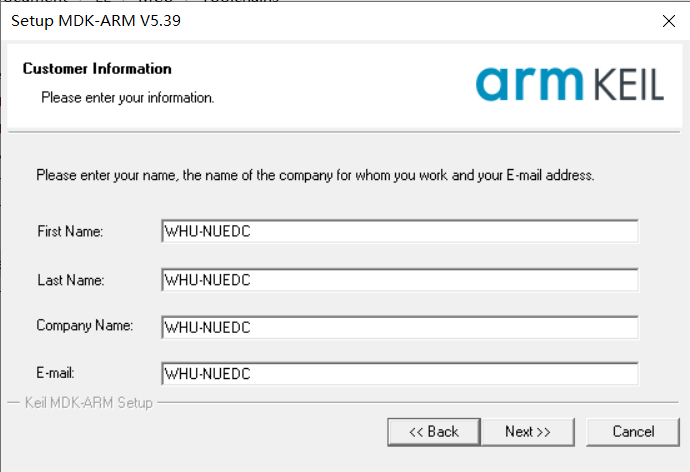 Setup MDK-ARM V5.39
Customer Information
Please enter your information.
arm KEIL
Please enter your name, the name of the company for whom you work and your E-mail address.
First Name: WHU-NUEDC
Last Name: WHU-NUEDC
Company Name: WHU-NUEDC
E-mail: WHU-NUEDC
Keil MDK-ARM Setup
<< Back Next >> Cancel